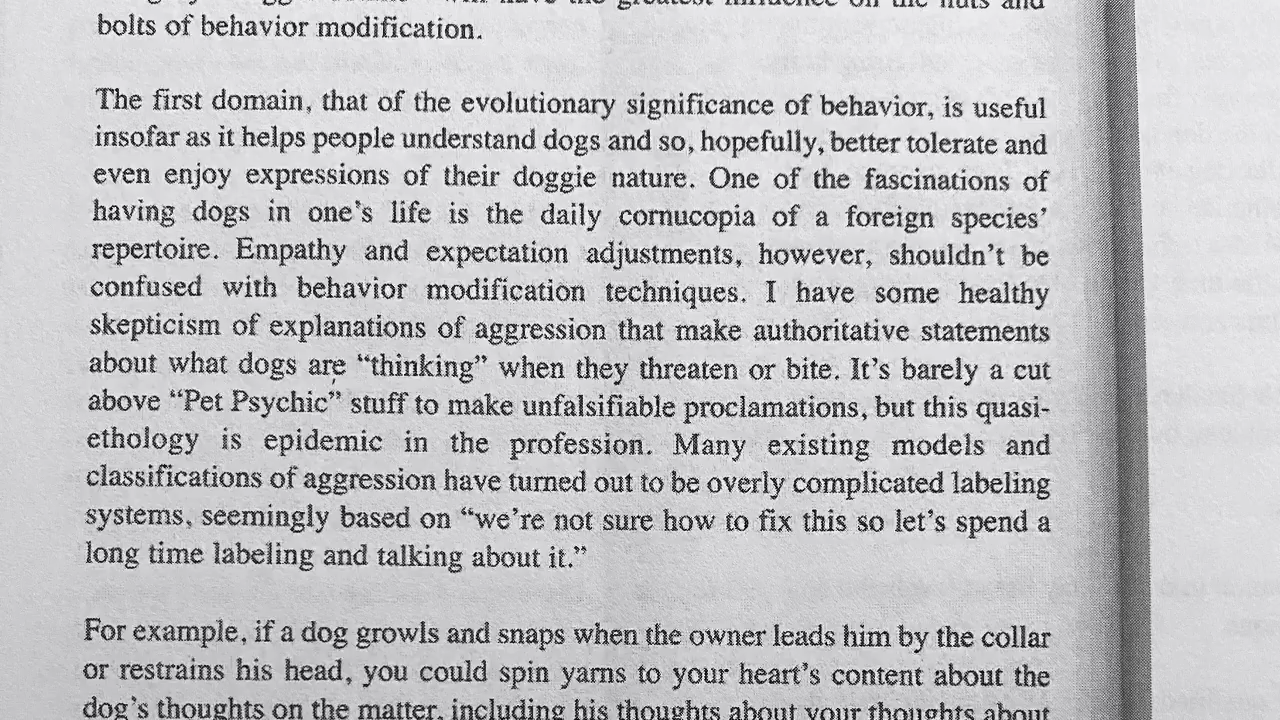 the greatest influence on the nuts and
bolts of behavior modification.
The first domain, that of the evolutionary significance of behavior, is useful
insofar as it helps people understand dogs and so, hopefully, better tolerate and
even enjoy expressions of their doggie nature. One of the fascinations of
having dogs in one's life is the daily cornucopia of a foreign species'
repertoire. Empathy and expectation adjustments, however, shouldn't be
confused with behavior modification techniques. I have some healthy
skepticism of explanations of aggression that make authoritative statements
about what dogs are “thinking” when they threaten or bite. It's barely a cut
above “Pet Psychic” stuff to make unfalsifiable proclamations, but this quasi-
ethology is epidemic in the profession. Many existing models and
classifications of aggression have turned out to be overly complicated labeling
systems, seemingly based on “we're not sure how to fix this so let's spend a
long time labeling and talking about it.”
For example, if a dog growls and snaps when the owner leads him by the collar
or restrains his head, you could spin yarns to your heart's content about the
dog's thoughts on the matter, including his thoughts about your thoughts about